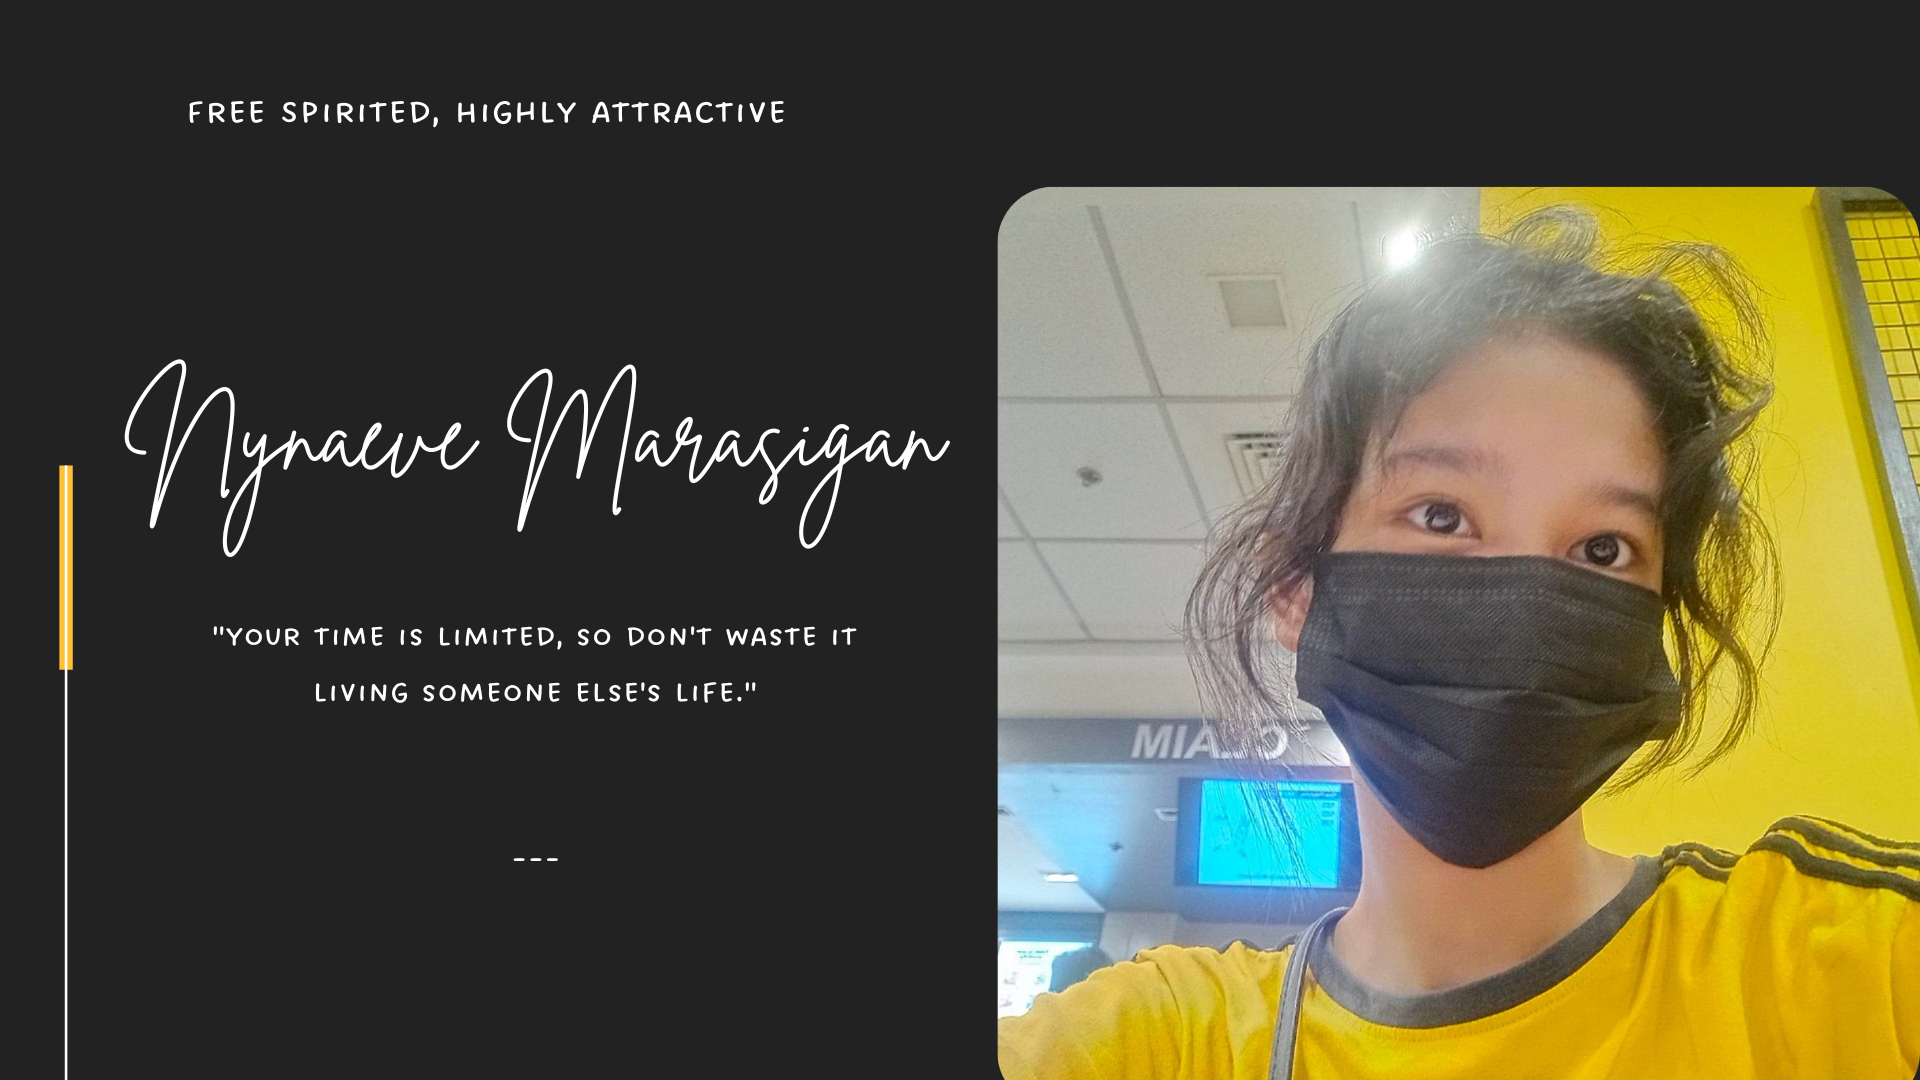 FREE SPIRITED, HIGHLY ATTRACTIVE
Nynaeve Marasigan
"YOUR TIME IS LIMITED, SO DON'T WASTE IT
LIVING SOMEONE ELSE'S LIFE."
---